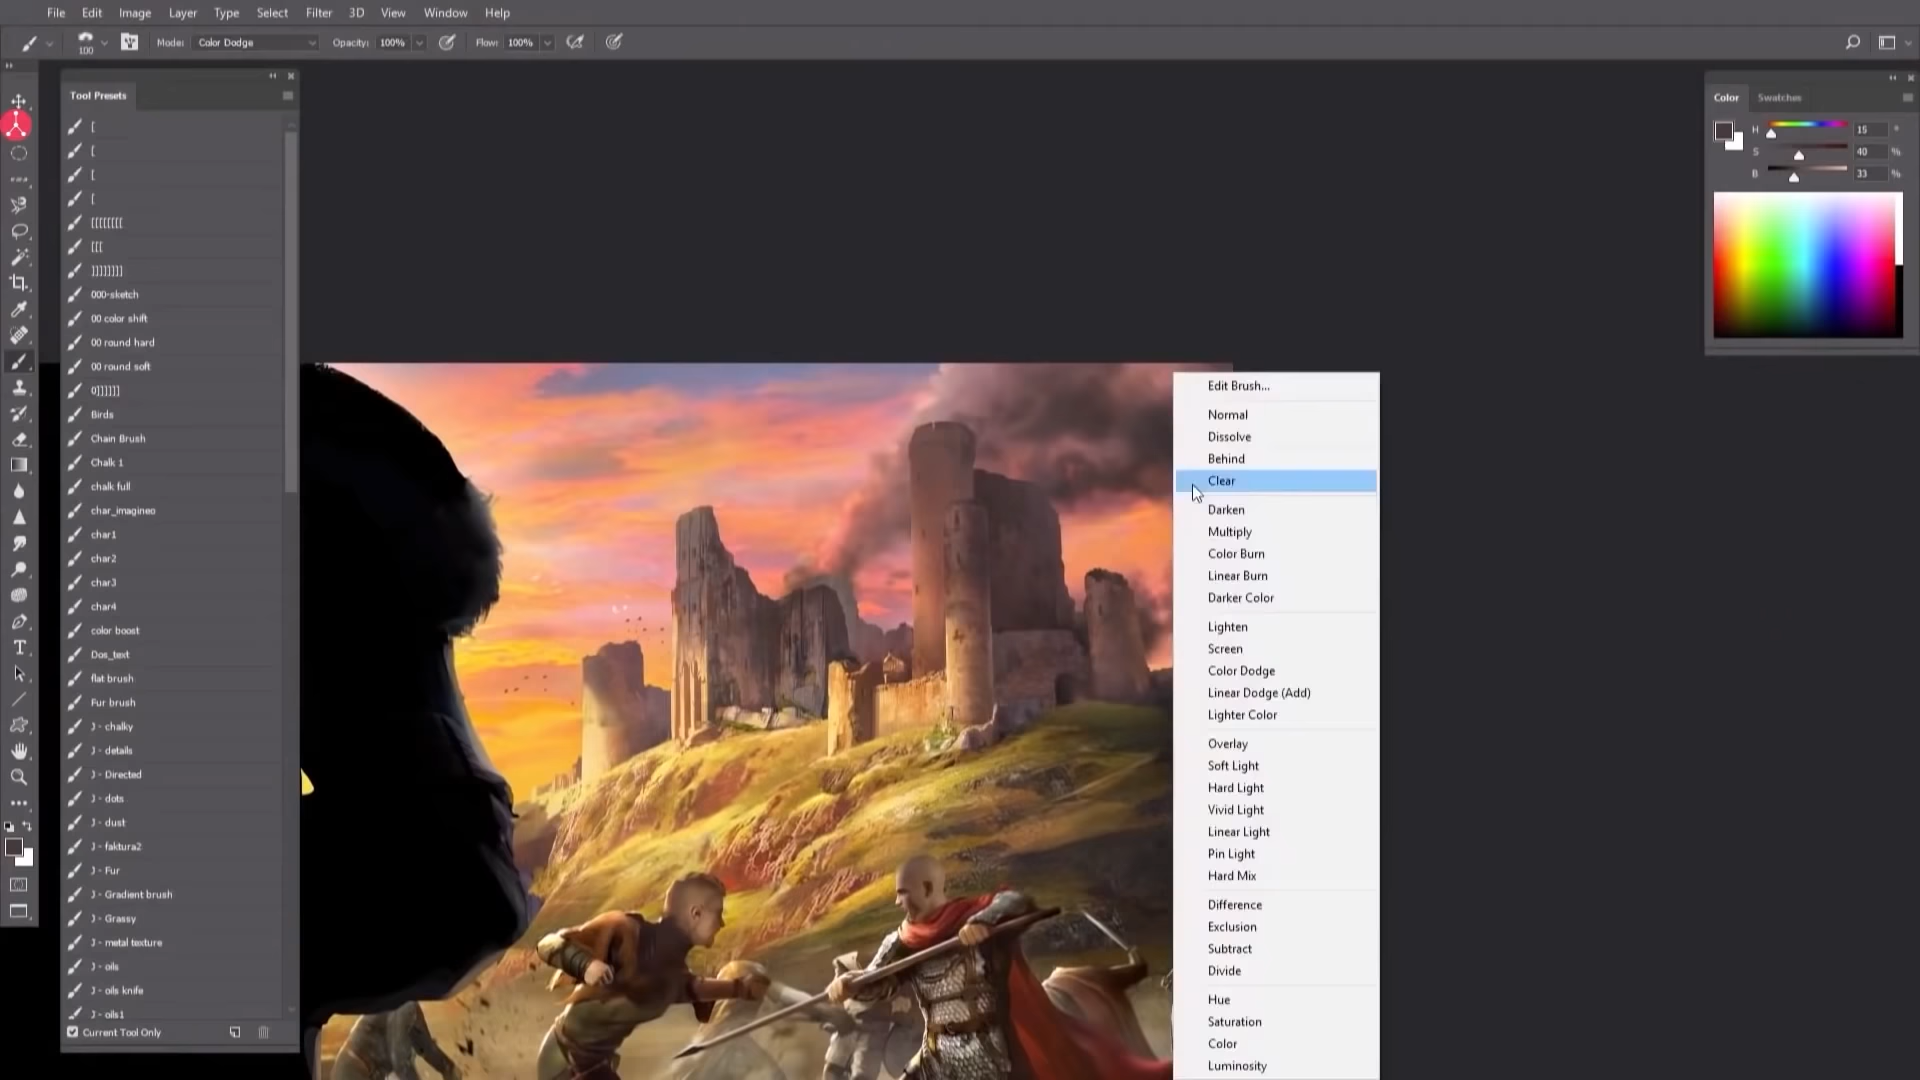 File Edit Image Layer Type Select Filter 3D View Window Help
100 Mode: Color Dodge Opacity: 100% Flow: 100%
Tool Presets
[
[
[
[
[[[[[[[[
[[[
]]]]]]]]
000-sketch
00 color shift
00 round hard
00 round soft
0]]]]]]
Birds
Chain Brush
Chalk 1
chalk full
char_imagineo
char1
char2
char3
char4
color boost
Dos_text
flat brush
Fur brush
J - chalky
J - details
J - Directed
J - dots
J - dust
J - faktura2
J - Fur
J - Gradient brush
J - Grassy
J - metal texture
J - oils
J - oils knife
J - oils1
Current Tool Only
Edit Brush...
Normal
Dissolve
Behind
Clear
Darken
Multiply
Color Burn
Linear Burn
Darker Color
Lighten
Screen
Color Dodge
Linear Dodge (Add)
Lighter Color
Overlay
Soft Light
Hard Light
Vivid Light
Linear Light
Pin Light
Hard Mix
Difference
Exclusion
Subtract
Divide
Hue
Saturation
Color
Luminosity
Color Swatches
H 15 °
S 40 %
B 33 %